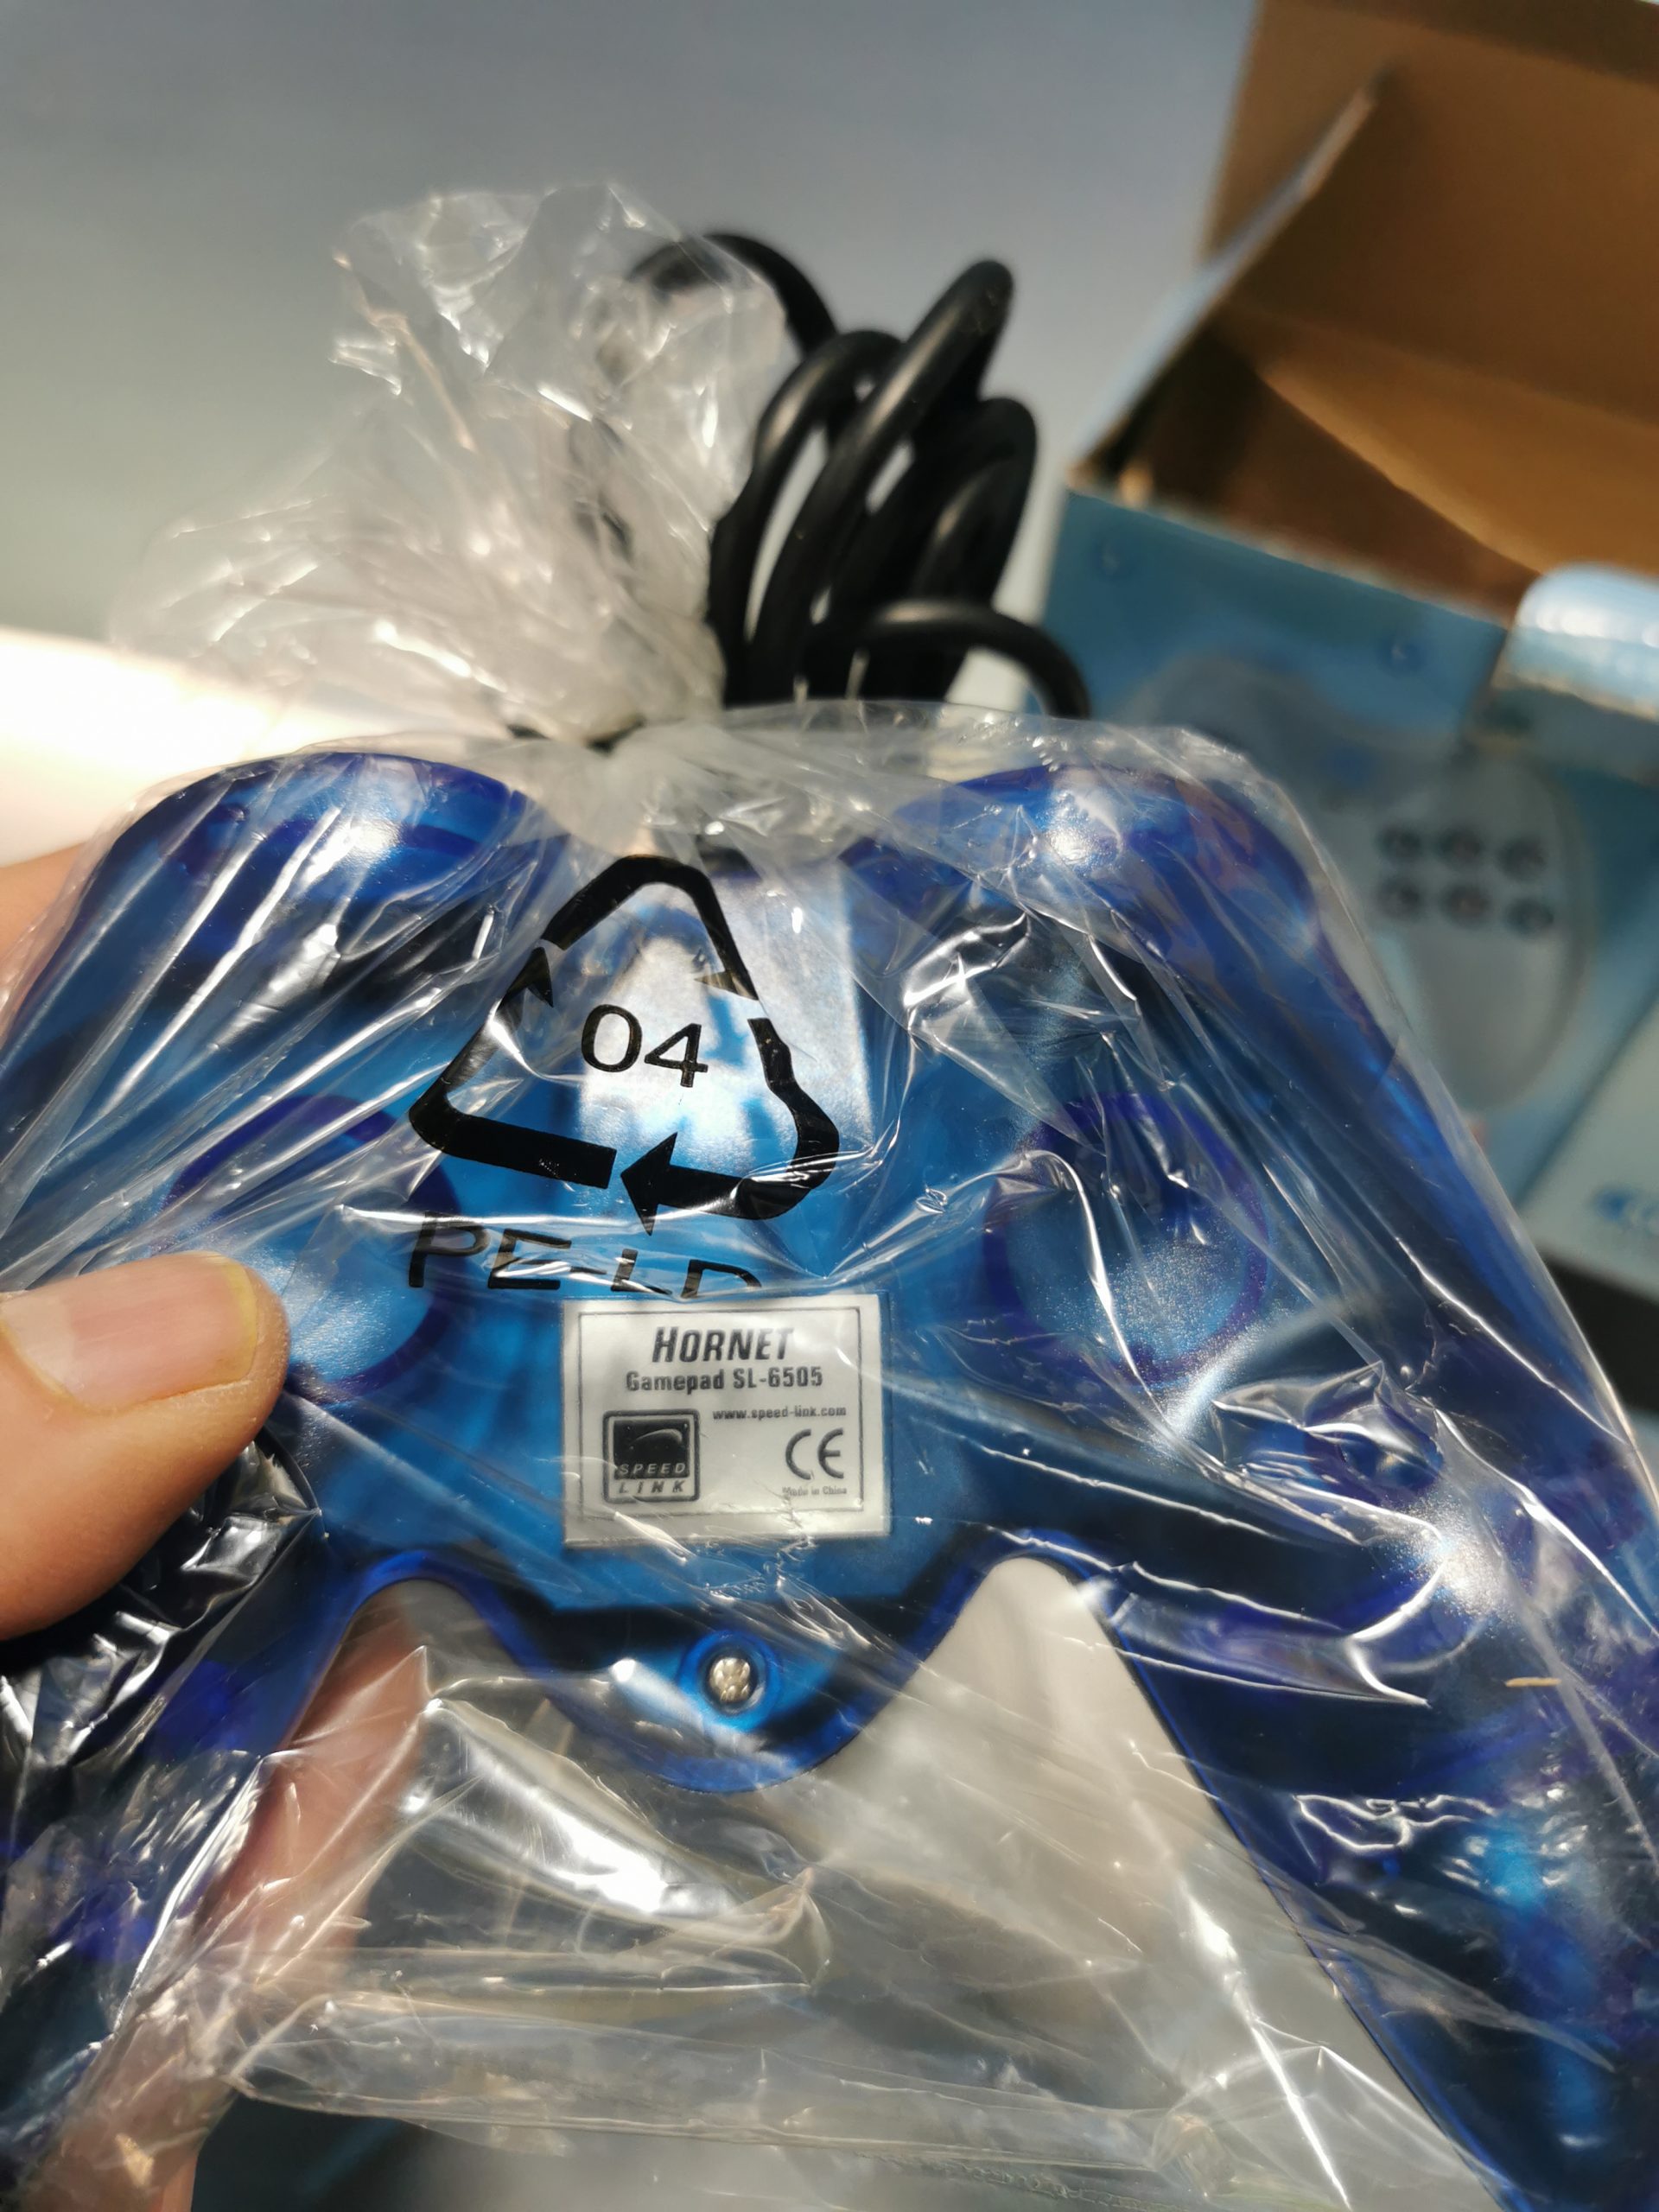 04
PE-LD
HORNET
Gamepad SL-6505
www.speed-link.com
SPEED
LINK
CE
Made in China